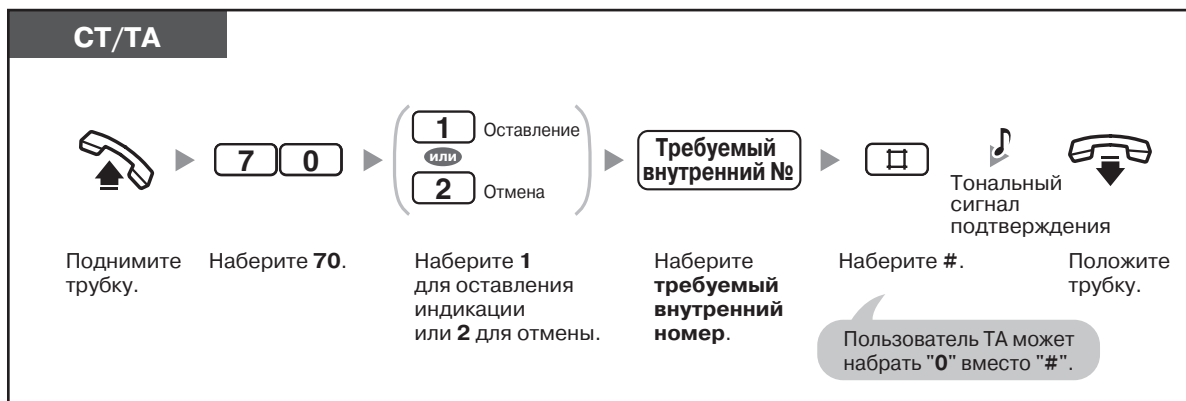 СТ/ТА
7 0
1 Оставление
или
2 Отмена
Требуемый
внутренний №
#
Тональный
сигнал
подтверждения
Поднимите
трубку.
Наберите 70.
Наберите 1
для оставления
индикации
или 2 для отмены.
Наберите
требуемый
внутренний
номер.
Наберите #.
Положите
трубку.
Пользователь ТА может
набрать "0" вместо "#".